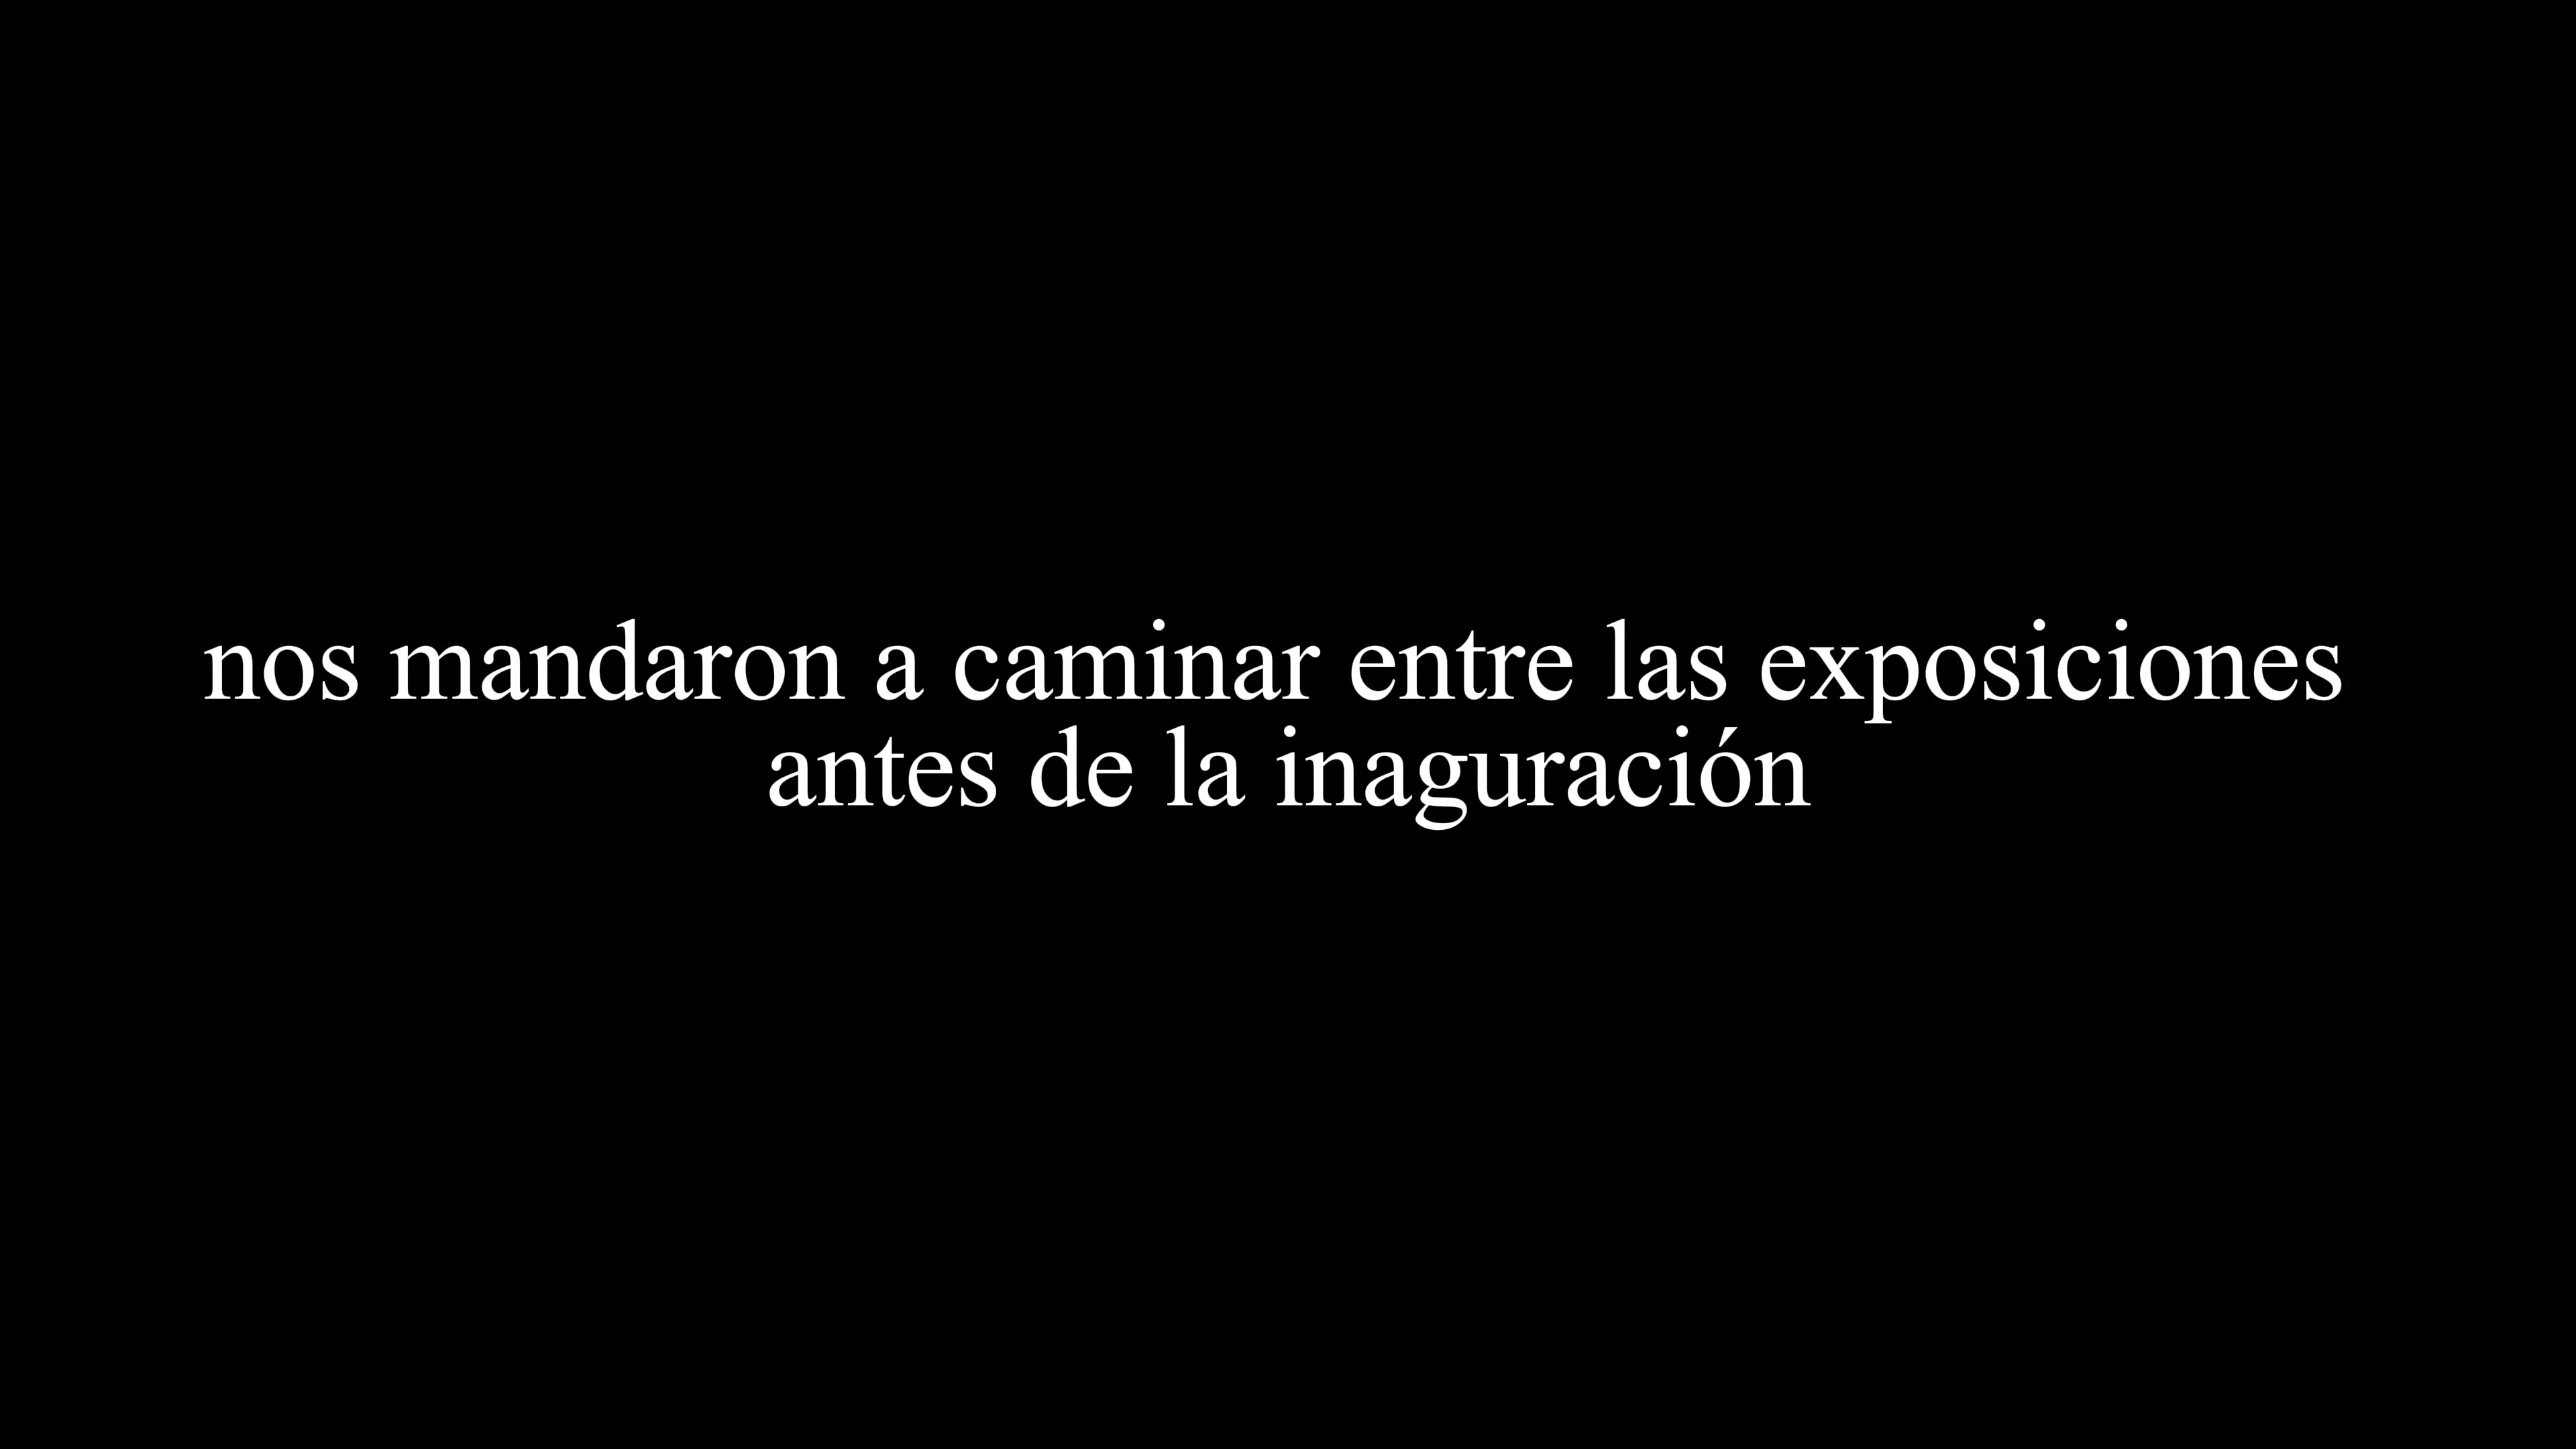 nos mandaron a caminar entre las exposiciones
antes de la inaguración